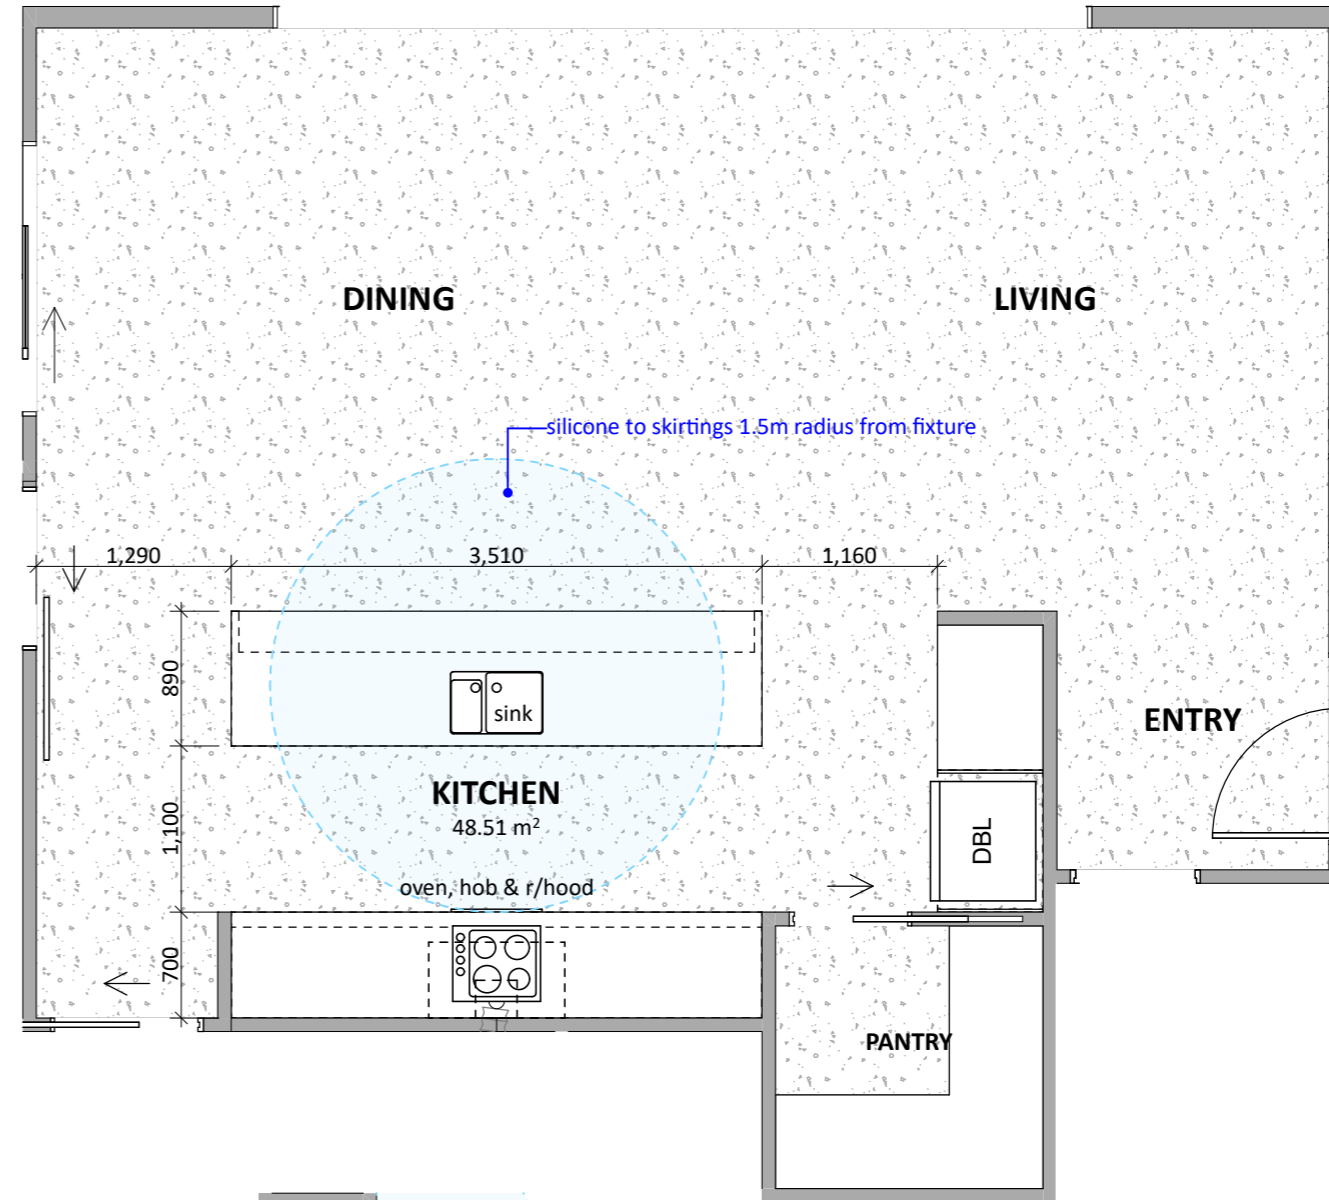 DINING
LIVING
silicone to skirtings 1.5m radius from fixture
1,290
3,510
1,160
890
sink
ENTRY
KITCHEN
48.51 m²
1,100
DBL
oven, hob & r/hood
700
PANTRY